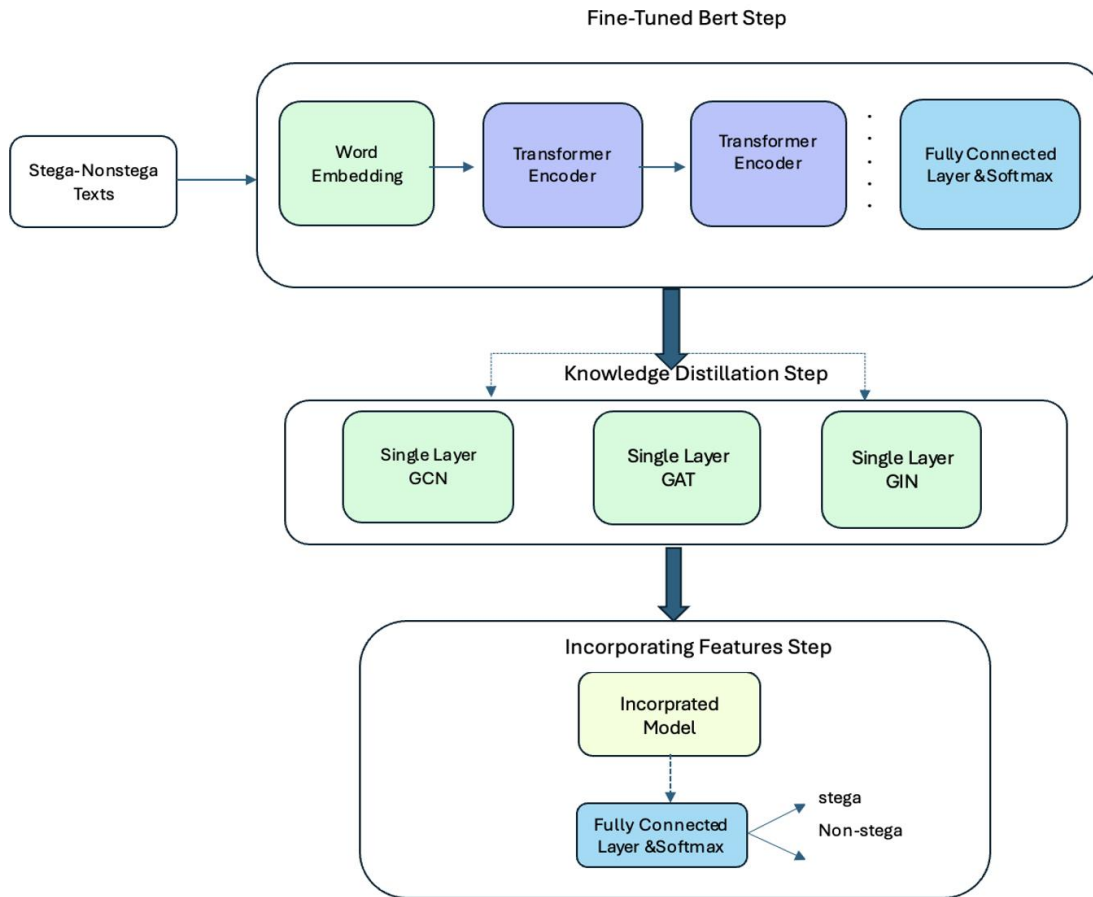 Fine-Tuned Bert Step
Stega-Nonstega
Texts
Word
Embedding
Transformer
Encoder
Transformer
Encoder
Fully Connected
Layer &Softmax
Knowledge Distillation Step
Single Layer
GCN
Single Layer
GAT
Single Layer
GIN
Incorporating Features Step
Incorprated
Model
Fully Connected
Layer &Softmax
stega
Non-stega